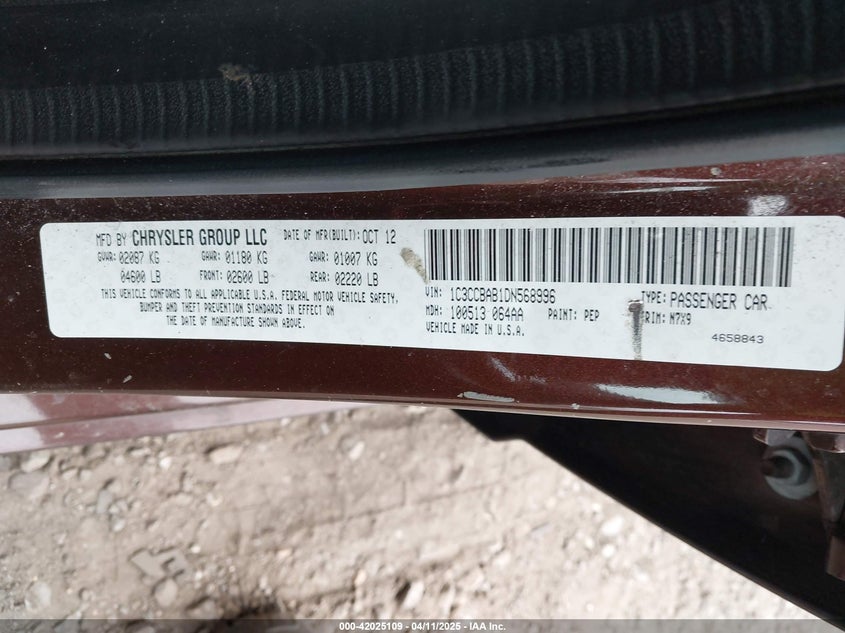 MFD BY CHRYSLER GROUP LLC DATE OF MFR(BUILT): OCT 12
GVWR: 02087 KG GAWR: 01180 KG GAWR: 01007 KG
04600 LB FRONT: 02600 LB REAR: 02220 LB
THIS VEHICLE CONFORMS TO ALL APPLICABLE U.S.A. FEDERAL MOTOR VEHICLE SAFETY,
BUMPER AND THEFT PREVENTION STANDARDS IN EFFECT ON
THE DATE OF MANUFACTURE SHOWN ABOVE.
VIN: 1C3CCBAB1DN568996 TYPE: PASSENGER CAR
MDH: 100513 064AA PAINT: PEP TRIM: N7X9
VEHICLE MADE IN U.S.A.
4658843
000-42025109 - 04/11/2025 - IAA Inc.